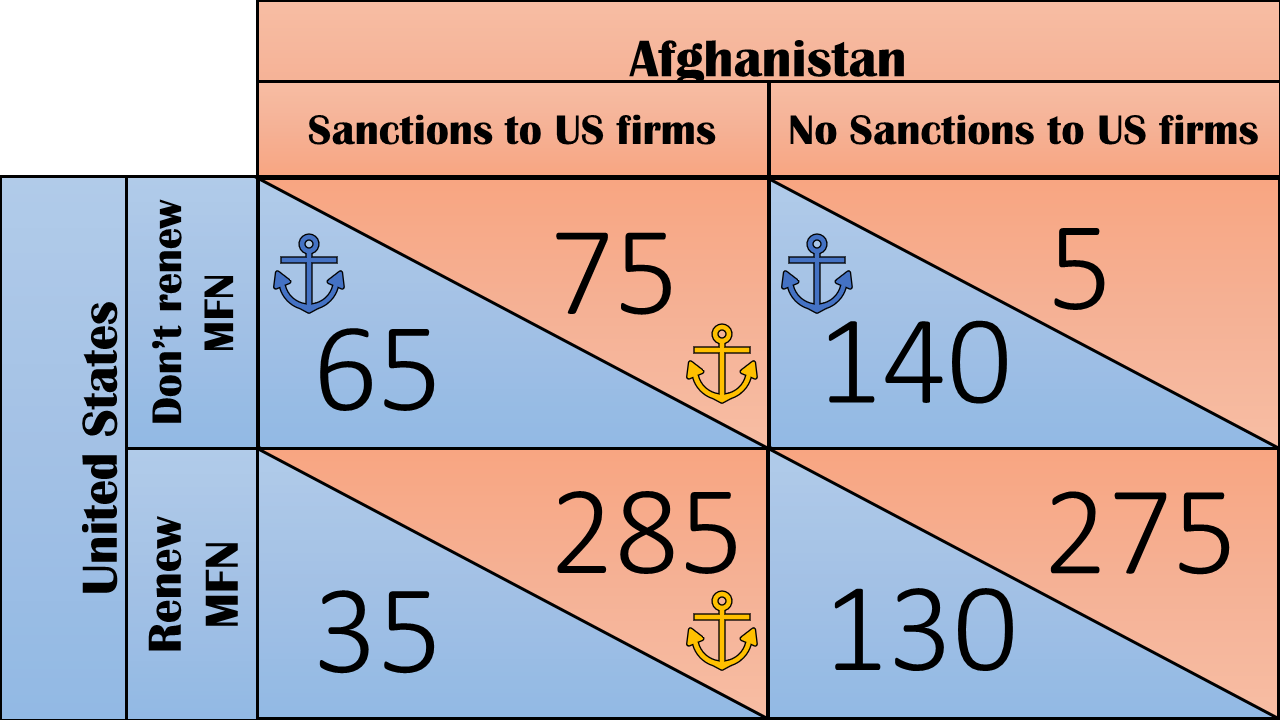 Afghanistan
Sanctions to US firms
No Sanctions to US firms
United States
Don't renew
MFN
75
65
5
140
Renew
MFN
285
35
275
130